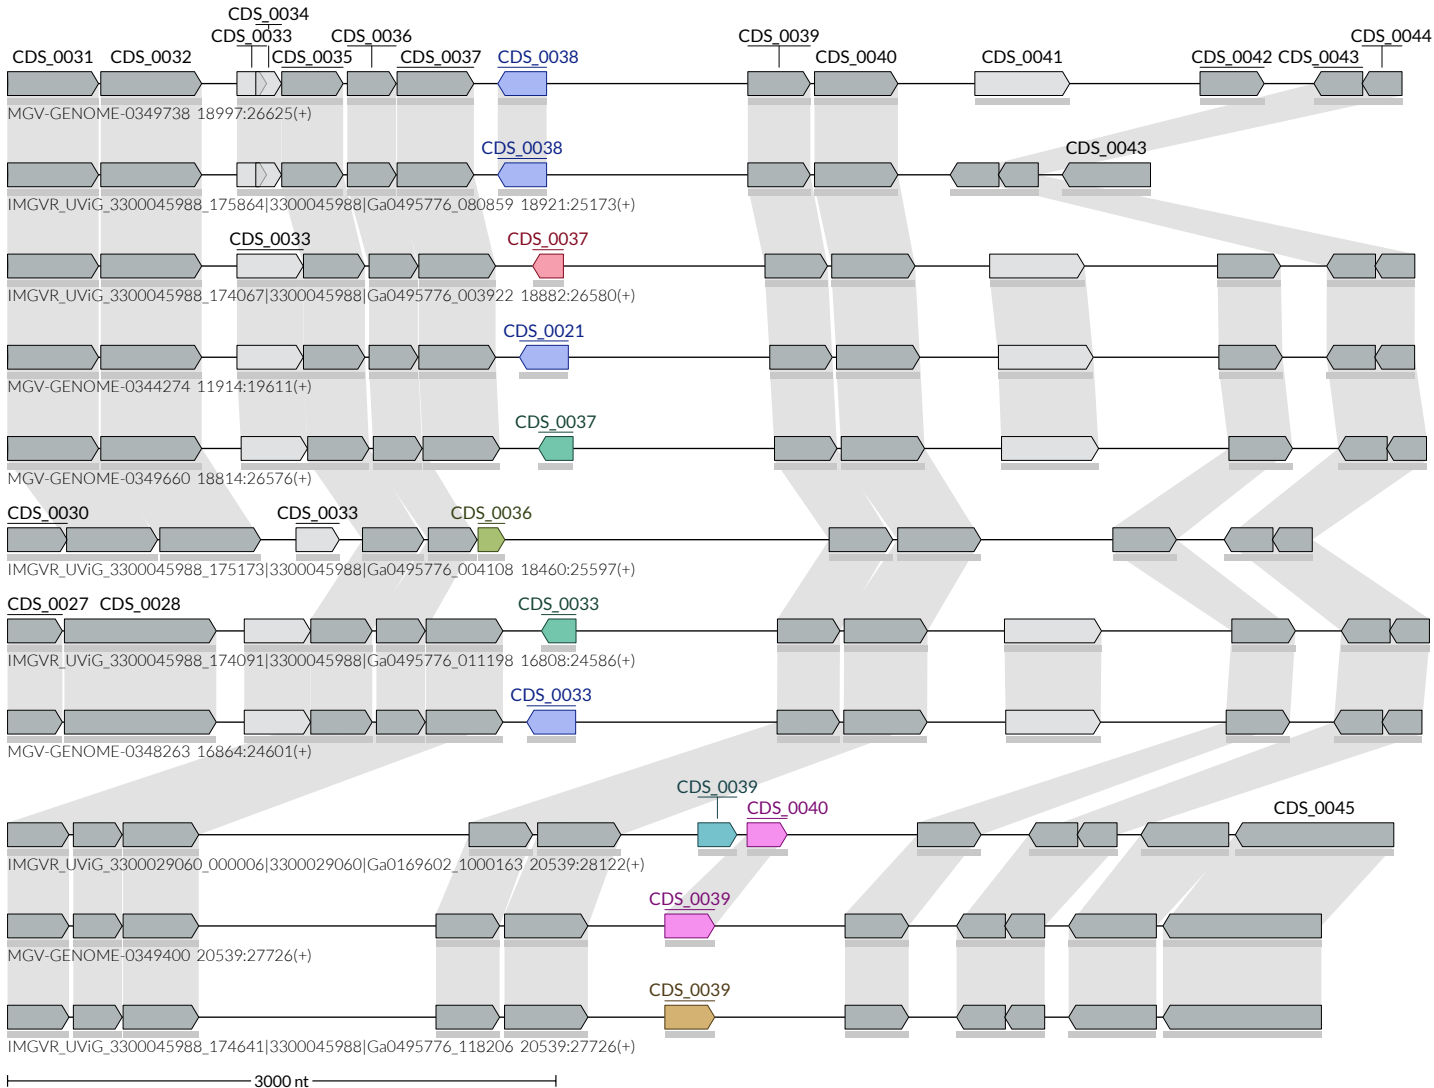 CDS_0034
CDS_0033 CDS_0036 CDS_0039 CDS_0044
CDS_0031 CDS_0032 CDS_0035 CDS_0037 CDS_0038 CDS_0040 CDS_0041 CDS_0042 CDS_0043
MGV-GENOME-0349738 18997:26625(+)
CDS_0038 CDS_0043
IMGVR_UViG_3300045988_175864|3300045988|Ga0495776_080859 18921:25173(+)
CDS_0033 CDS_0037
IMGVR_UViG_3300045988_174067|3300045988|Ga0495776_003922 18882:26580(+)
CDS_0021
MGV-GENOME-0344274 11914:19611(+)
CDS_0037
MGV-GENOME-0349660 18814:26576(+)
CDS_0030 CDS_0033 CDS_0036
IMGVR_UViG_3300045988_175173|3300045988|Ga0495776_004108 18460:25597(+)
CDS_0027 CDS_0028 CDS_0033
IMGVR_UViG_3300045988_174091|3300045988|Ga0495776_011198 16808:24586(+)
CDS_0033
MGV-GENOME-0348263 16864:24601(+)
CDS_0039
CDS_0040 CDS_0045
IMGVR_UViG_3300029060_000006|3300029060|Ga0169602_1000163 20539:28122(+)
CDS_0039
MGV-GENOME-0349400 20539:27726(+)
CDS_0039
IMGVR_UViG_3300045988_174641|3300045988|Ga0495776_118206 20539:27726(+)
3000 nt